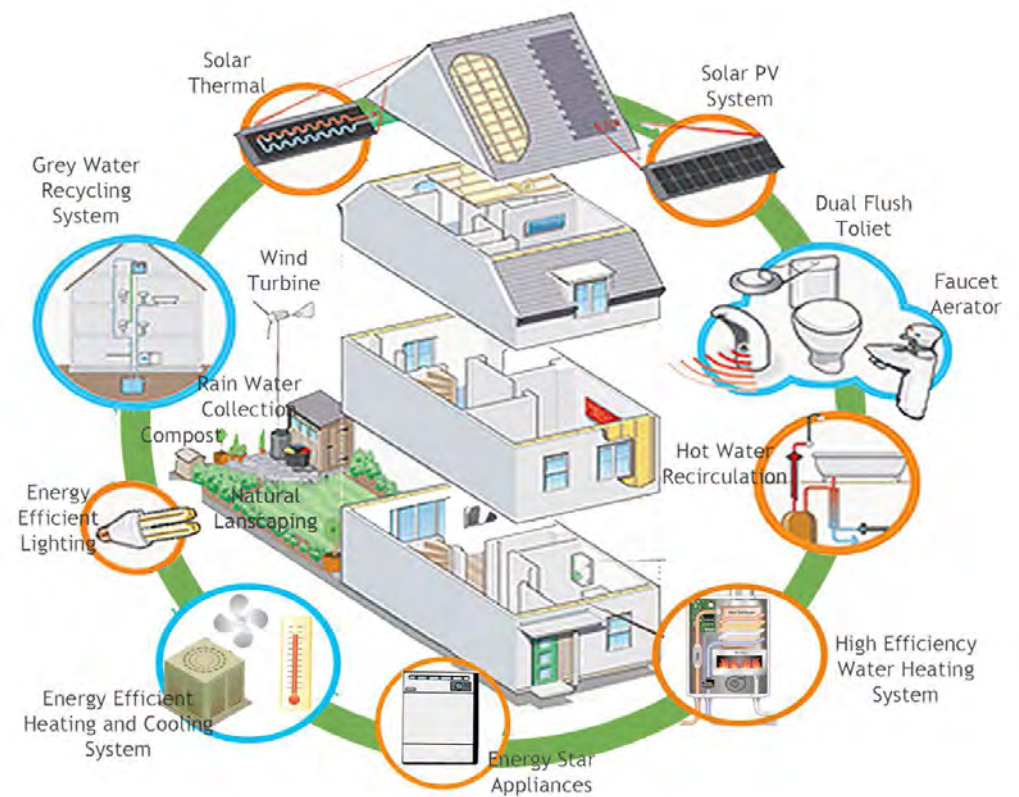 Solar
Thermal
Solar PV
System
Grey Water
Recycling
System
Dual Flush
Toliet
Wind
Turbine
Faucet
Aerator
Rain Water
Collection
Compost
Hot Water
Recirculation
Energy
Efficient
Lighting
Natural
Lanscaping
High Efficiency
Water Heating
System
Energy Efficient
Heating and Cooling
System
Energy Star
Appliances